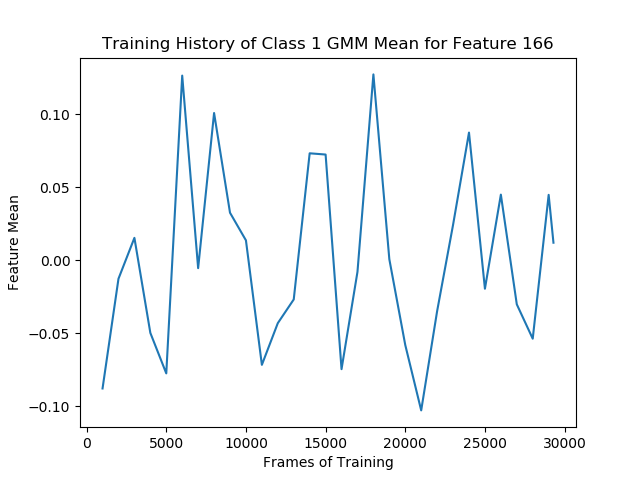 Training History of Class 1 GMM Mean for Feature 166
Feature Mean
0.10
0.05
0.00
−0.05
−0.10
0 5000 10000 15000 20000 25000 30000
Frames of Training